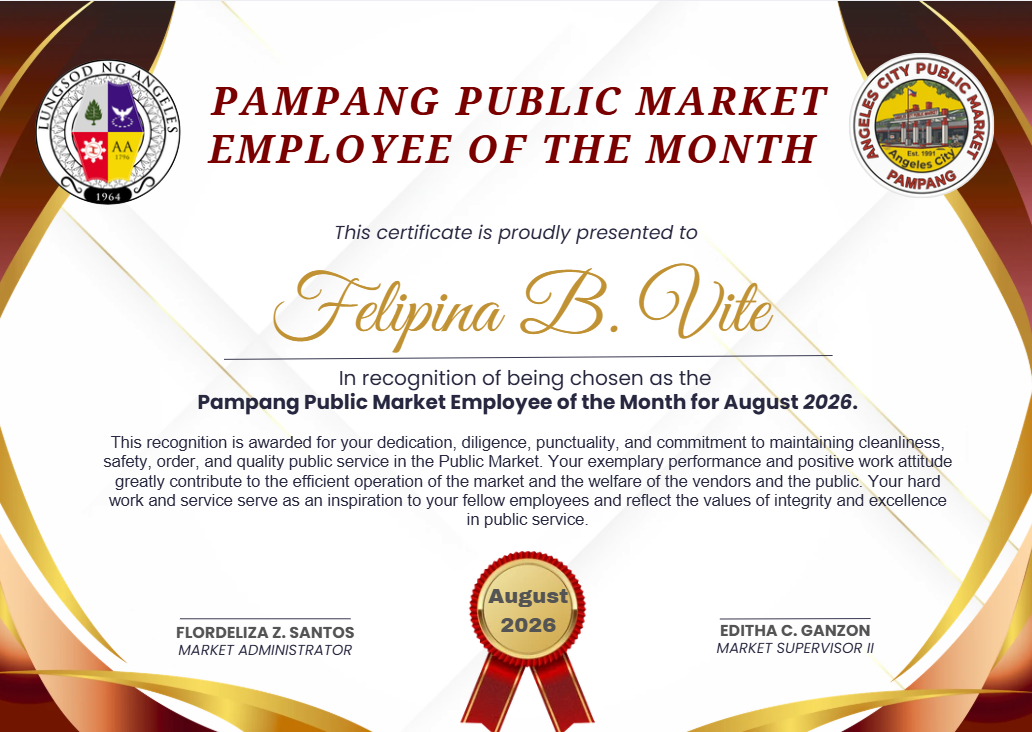 LUNGSOD NG ANGELES
AA
1796
1964
PAMPANG PUBLIC MARKET
EMPLOYEE OF THE MONTH
ANGELES CITY PUBLIC MARKET
Est. 1991
Angeles City
PAMPANG
This certificate is proudly presented to
Felipina B. Vite
In recognition of being chosen as the
Pampang Public Market Employee of the Month for August 2026.
This recognition is awarded for your dedication, diligence, punctuality, and commitment to maintaining cleanliness,
safety, order, and quality public service in the Public Market. Your exemplary performance and positive work attitude
greatly contribute to the efficient operation of the market and the welfare of the vendors and the public. Your hard
work and service serve as an inspiration to your fellow employees and reflect the values of integrity and excellence
in public service.
August
2026
FLORDELIZA Z. SANTOS
MARKET ADMINISTRATOR
EDITHA C. GANZON
MARKET SUPERVISOR II